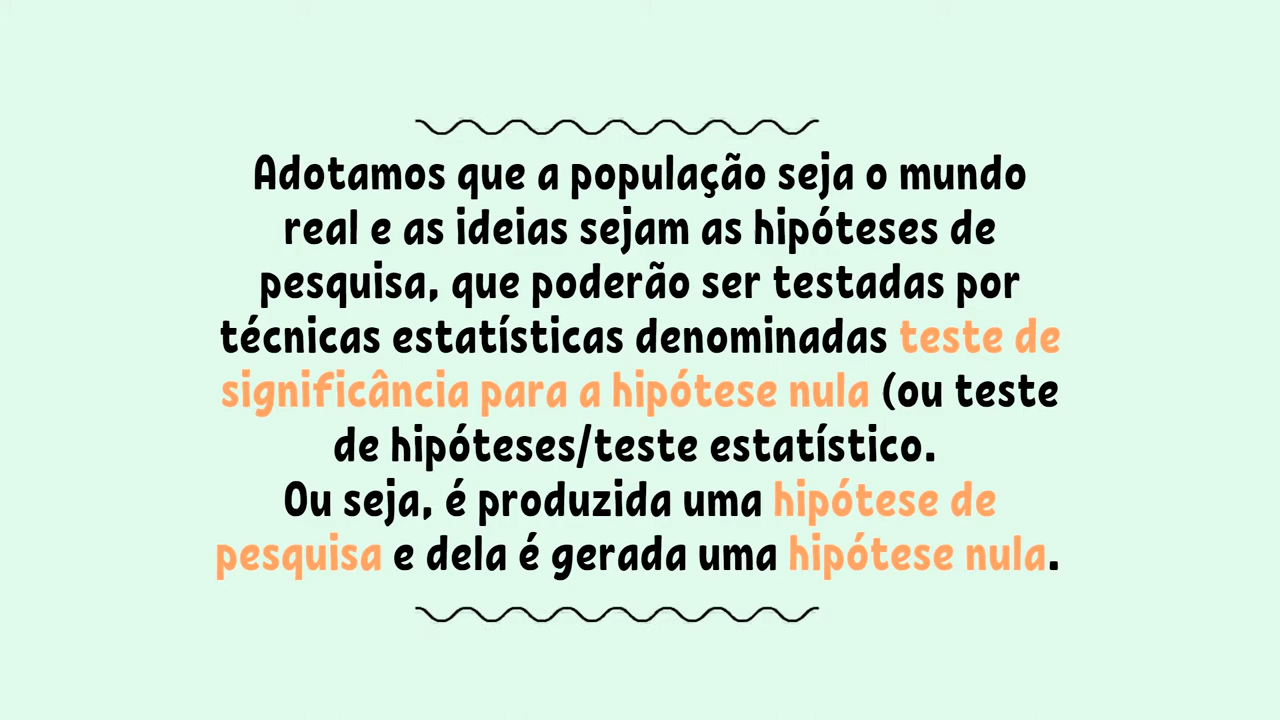 Adotamos que a população seja o mundo
real e as ideias sejam as hipóteses de
pesquisa, que poderão ser testadas por
técnicas estatísticas denominadas teste de
significância para a hipótese nula (ou teste
de hipóteses/teste estatístico.
Ou seja, é produzida uma hipótese de
pesquisa e dela é gerada uma hipótese nula.